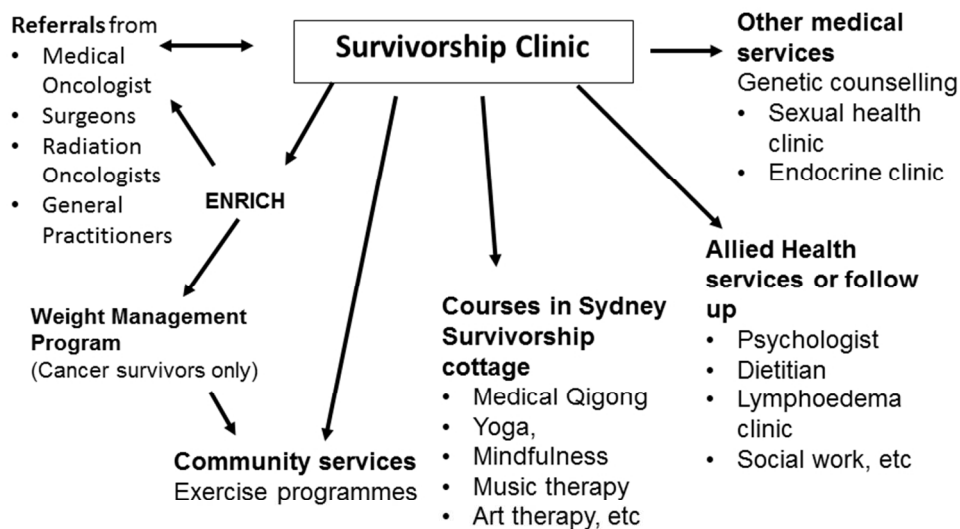 Referrals from
• Medical
Oncologist
• Surgeons
• Radiation
Oncologists
• General
Practitioners
Survivorship Clinic
Other medical
services
Genetic counselling
• Sexual health
clinic
• Endocrine clinic
ENRICH
Weight Management
Program
(Cancer survivors only)
Community services
Exercise programmes
Courses in Sydney
Survivorship
cottage
• Medical Qigong
• Yoga,
• Mindfulness
• Music therapy
• Art therapy, etc
Allied Health
services or follow
up
• Psychologist
• Dietitian
• Lymphoedema
clinic
• Social work, etc